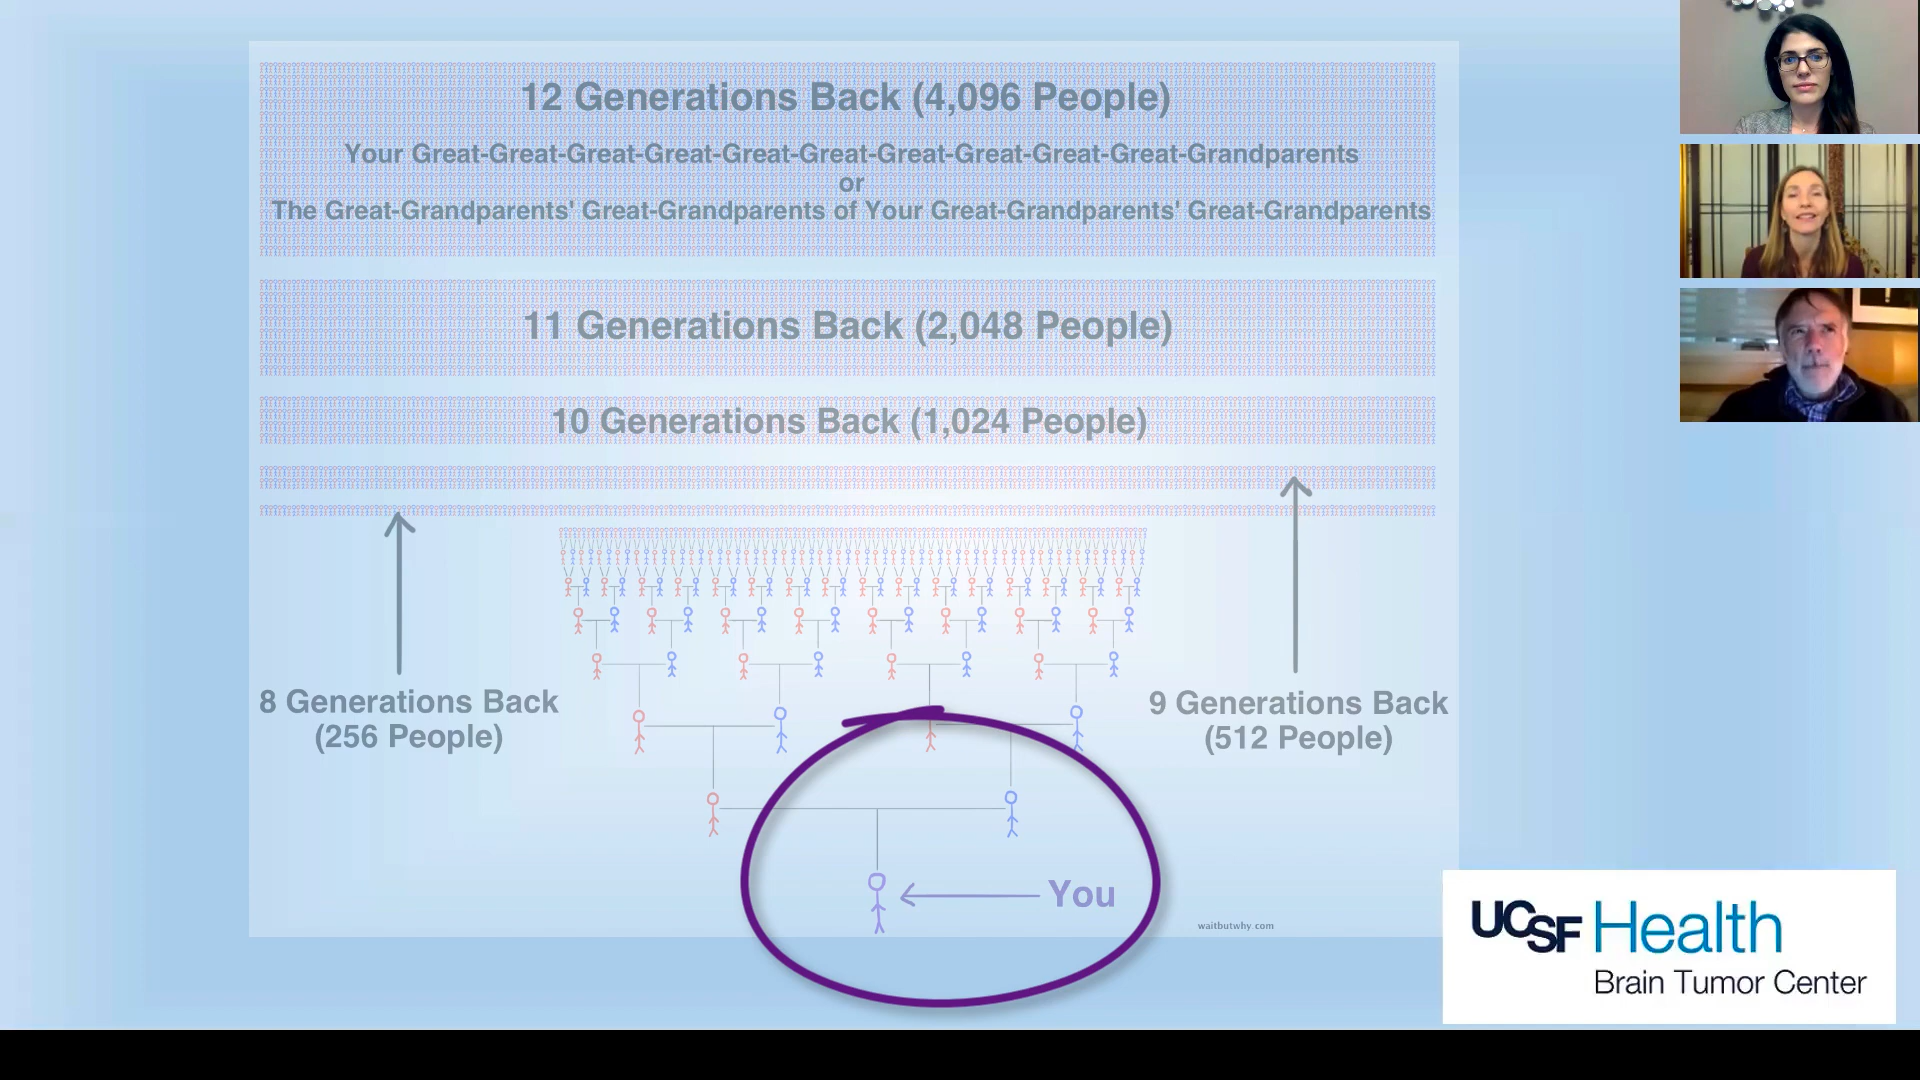 12 Generations Back (4,096 People)
Your Great-Great-Great-Great-Great-Great-Great-Great-Great-Great-Grandparents
or
The Great-Grandparents' Great-Grandparents of Your Great-Grandparents' Great-Grandparents
11 Generations Back (2,048 People)
10 Generations Back (1,024 People)
8 Generations Back
(256 People)
9 Generations Back
(512 People)
You
waitbutwhy.com
UCSF Health
Brain Tumor Center